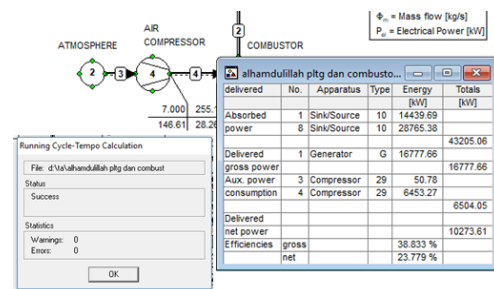 Φm = Mass flow [kg/s]
Pel = Electrical Power [kW]
2
AIR
COMPRESSOR
ATMOSPHERE
COMBUSTOR
2 3 4 4
7.000 255.1
146.61 28.26
alhamdulillah pltg dan combusto...
delivered No. Apparatus Type Energy Totals
[kW] [kW]
Absorbed 1 Sink/Source 10 14439.69
power 8 Sink/Source 10 28765.38
43205.06
Delivered 1 Generator G 16777.66
gross power 16777.66
Aux. power 3 Compressor 29 50.78
consumption 4 Compressor 29 6453.27
6504.05
Delivered
net power 10273.61
Efficiencies gross 38.833 %
net 23.779 %
Running Cycle-Tempo Calculation
File: d:\ta\alhamdulillah pltg dan combust
Status
Success
Statistics
Warnings: 0
Errors: 0
OK